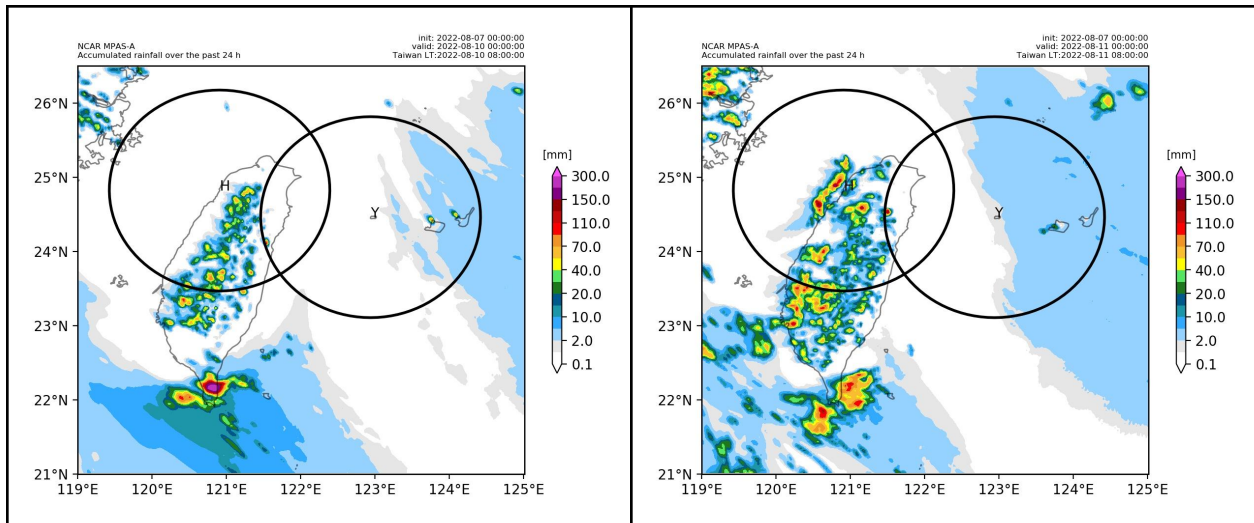 NCAR MPAS-A
Accumulated rainfall over the past 24 h
init: 2022-08-07 00:00:00
valid: 2022-08-10 00:00:00
Taiwan LT:2022-08-10 08:00:00
26°N
25°N
24°N
23°N
22°N
21°N
119°E
120°E
121°E
122°E
123°E
124°E
125°E
H
Y
[mm]
300.0
150.0
110.0
70.0
40.0
20.0
10.0
2.0
0.1
NCAR MPAS-A
Accumulated rainfall over the past 24 h
init: 2022-08-07 00:00:00
valid: 2022-08-11 00:00:00
Taiwan LT:2022-08-11 08:00:00
26°N
25°N
24°N
23°N
22°N
21°N
119°E
120°E
121°E
122°E
123°E
124°E
125°E
H
Y
[mm]
300.0
150.0
110.0
70.0
40.0
20.0
10.0
2.0
0.1